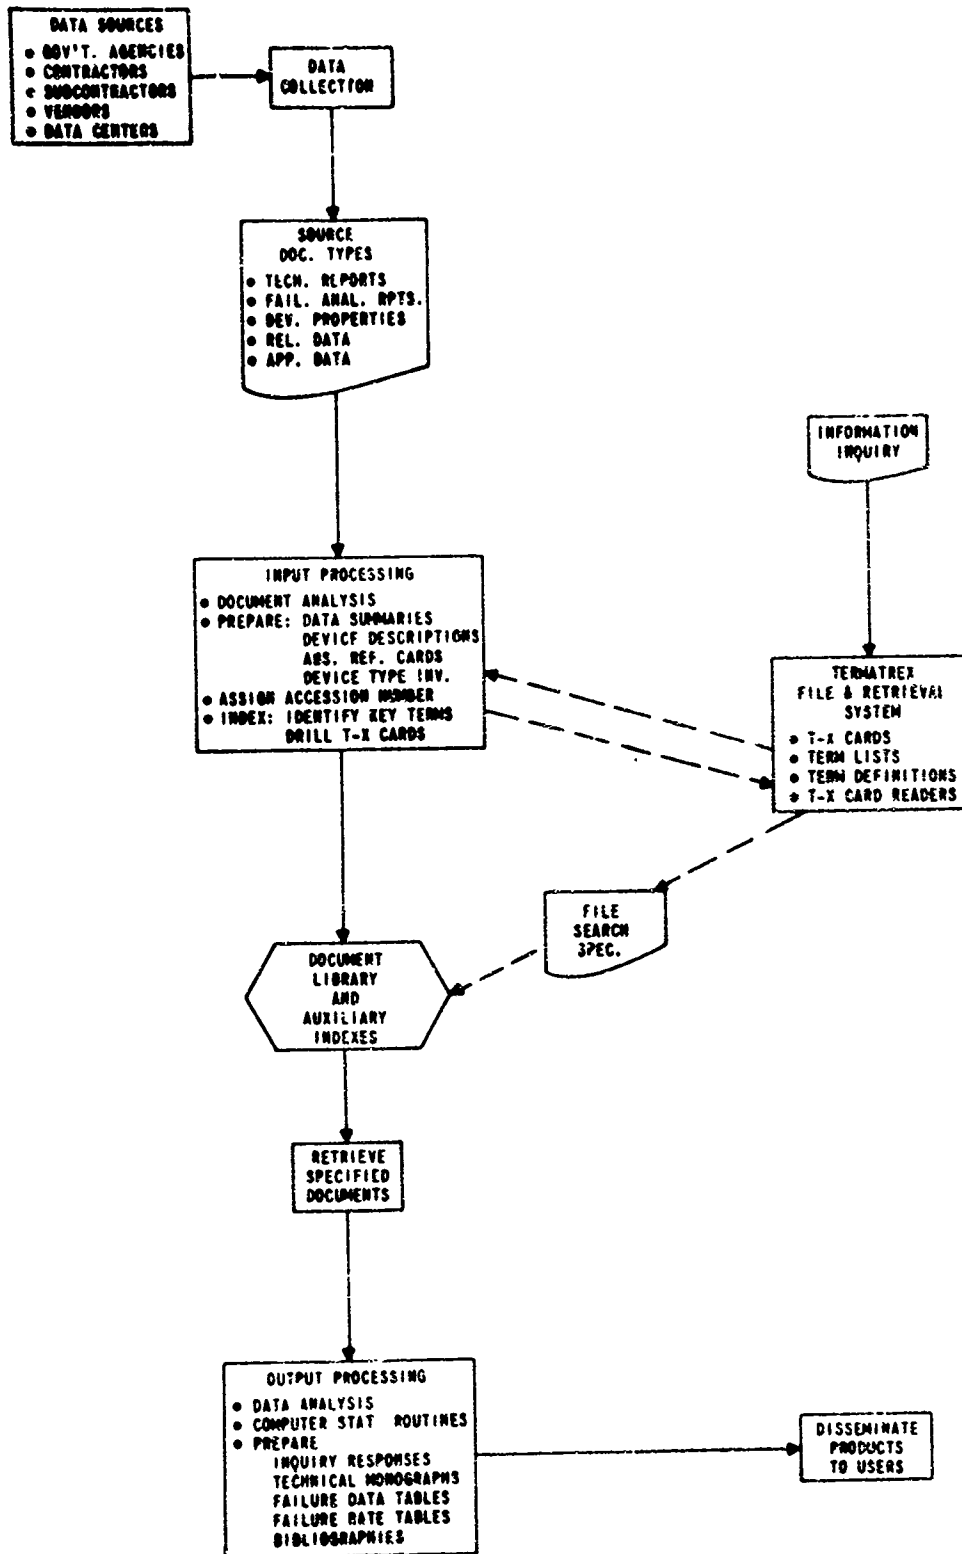 DATA SOURCES
• GOV'T. AGENCIES
• CONTRACTORS
• SUBCONTRACTORS
• VENDORS
• DATA CENTERS
DATA
COLLECTION
SOURCE
DOC. TYPES
• TECH. REPORTS
• FAIL. ANAL. RPTS.
• DEV. PROPERTIES
• REL. DATA
• APP. DATA
INFORMATION
INQUIRY
INPUT PROCESSING
• DOCUMENT ANALYSIS
• PREPARE: DATA SUMMARIES
DEVICE DESCRIPTIONS
ABS. REF. CARDS
DEVICE TYPE INV.
• ASSIGN ACCESSION NUMBER
• INDEX: IDENTIFY KEY TERMS
DRILL T-X CARDS
TERMATREX
FILE & RETRIEVAL
SYSTEM
• T-X CARDS
• TERM LISTS
• TERM DEFINITIONS
• T-X CARD READERS
FILE
SEARCH
SPEC.
DOCUMENT
LIBRARY
AND
AUXILIARY
INDEXES
RETRIEVE
SPECIFIED
DOCUMENTS
OUTPUT PROCESSING
• DATA ANALYSIS
• COMPUTER STAT ROUTINES
• PREPARE
INQUIRY RESPONSES
TECHNICAL MONOGRAPHS
FAILURE DATA TABLES
FAILURE RATE TABLES
BIBLIOGRAPHIES
DISSEMINATE
PRODUCTS
TO USERS